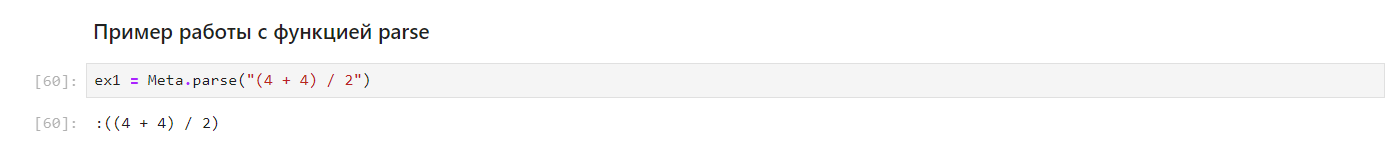 Пример работы с функцией parse
[60]: ex1 = Meta.parse("(4 + 4) / 2")
[60]: :((4 + 4) / 2)